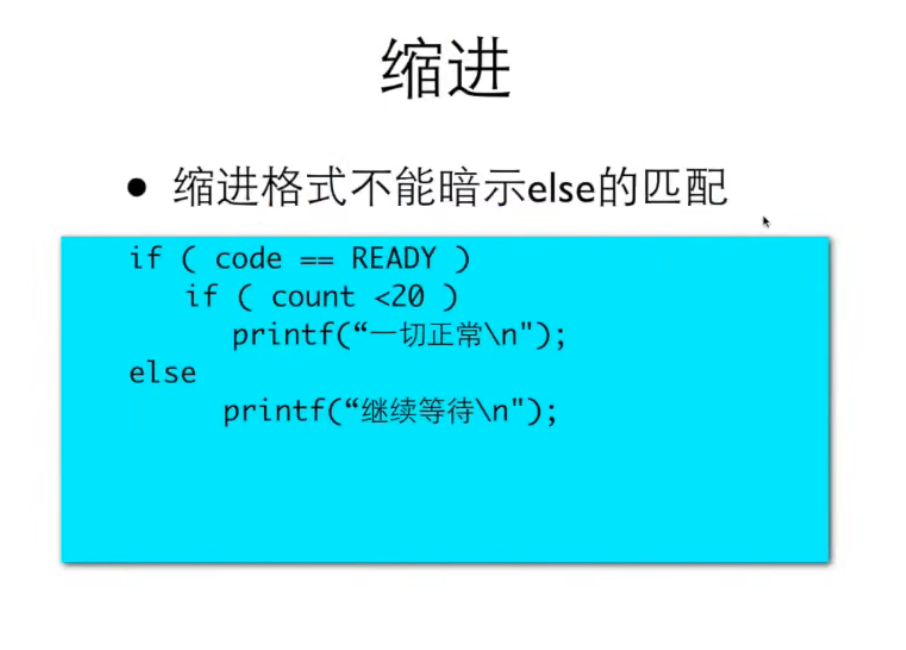 缩进
• 缩进格式不能暗示else的匹配
if ( code == READY )
if ( count <20 )
printf(“一切正常\n");
else
printf(“继续等待\n");